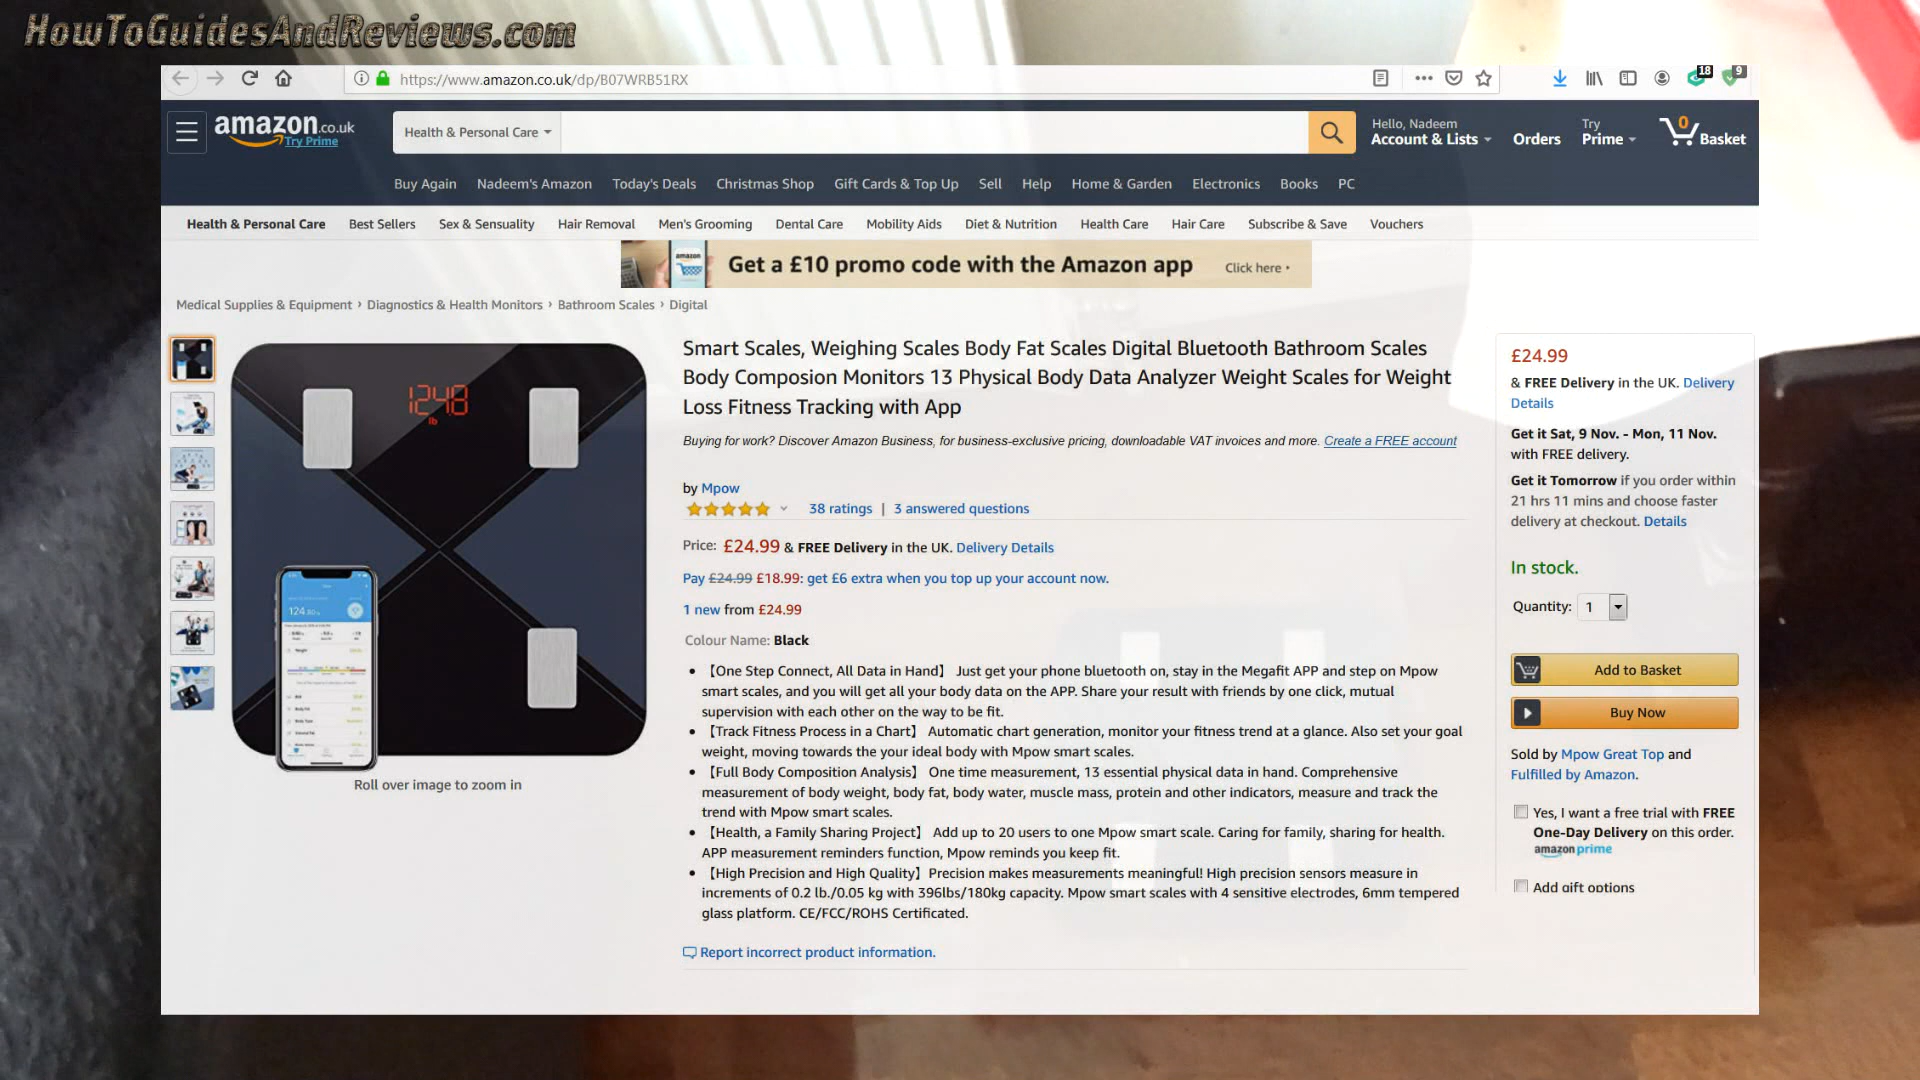 HowToGuidesAndReviews.com
https://www.amazon.co.uk/dp/B07WRB51RX
18
9
amazon.co.uk
Try Prime
Health & Personal Care
Hello, Nadeem
Account & Lists
Orders
Try
Prime
0
Basket
Buy Again Nadeem's Amazon Today's Deals Christmas Shop Gift Cards & Top Up Sell Help Home & Garden Electronics Books PC
Health & Personal Care Best Sellers Sex & Sensuality Hair Removal Men's Grooming Dental Care Mobility Aids Diet & Nutrition Health Care Hair Care Subscribe & Save Vouchers
amazon
Get a £10 promo code with the Amazon app Click here
Medical Supplies & Equipment › Diagnostics & Health Monitors › Bathroom Scales › Digital
124.8
lb
124.80
Roll over image to zoom in
Smart Scales, Weighing Scales Body Fat Scales Digital Bluetooth Bathroom Scales
Body Composion Monitors 13 Physical Body Data Analyzer Weight Scales for Weight
Loss Fitness Tracking with App
Buying for work? Discover Amazon Business, for business-exclusive pricing, downloadable VAT invoices and more. Create a FREE account
by Mpow
38 ratings | 3 answered questions
Price: £24.99 & FREE Delivery in the UK. Delivery Details
Pay £24.99 £18.99: get £6 extra when you top up your account now.
1 new from £24.99
Colour Name: Black
• 【One Step Connect, All Data in Hand】 Just get your phone bluetooth on, stay in the Megafit APP and step on Mpow
smart scales, and you will get all your body data on the APP. Share your result with friends by one click, mutual
supervision with each other on the way to be fit.
• 【Track Fitness Process in a Chart】 Automatic chart generation, monitor your fitness trend at a glance. Also set your goal
weight, moving towards the your ideal body with Mpow smart scales.
• 【Full Body Composition Analysis】 One time measurement, 13 essential physical data in hand. Comprehensive
measurement of body weight, body fat, body water, muscle mass, protein and other indicators, measure and track the
trend with Mpow smart scales.
• 【Health, a Family Sharing Project】 Add up to 20 users to one Mpow smart scale. Caring for family, sharing for health.
APP measurement reminders function, Mpow reminds you keep fit.
• 【High Precision and High Quality】Precision makes measurements meaningful! High precision sensors measure in
increments of 0.2 lb./0.05 kg with 396lbs/180kg capacity. Mpow smart scales with 4 sensitive electrodes, 6mm tempered
glass platform. CE/FCC/ROHS Certificated.
Report incorrect product information.
£24.99
& FREE Delivery in the UK. Delivery
Details
Get it Sat, 9 Nov. - Mon, 11 Nov.
with FREE delivery.
Get it Tomorrow if you order within
21 hrs 11 mins and choose faster
delivery at checkout. Details
In stock.
Quantity: 1
Add to Basket
Buy Now
Sold by Mpow Great Top and
Fulfilled by Amazon.
Yes, I want a free trial with FREE
One-Day Delivery on this order.
amazon prime
Add gift options